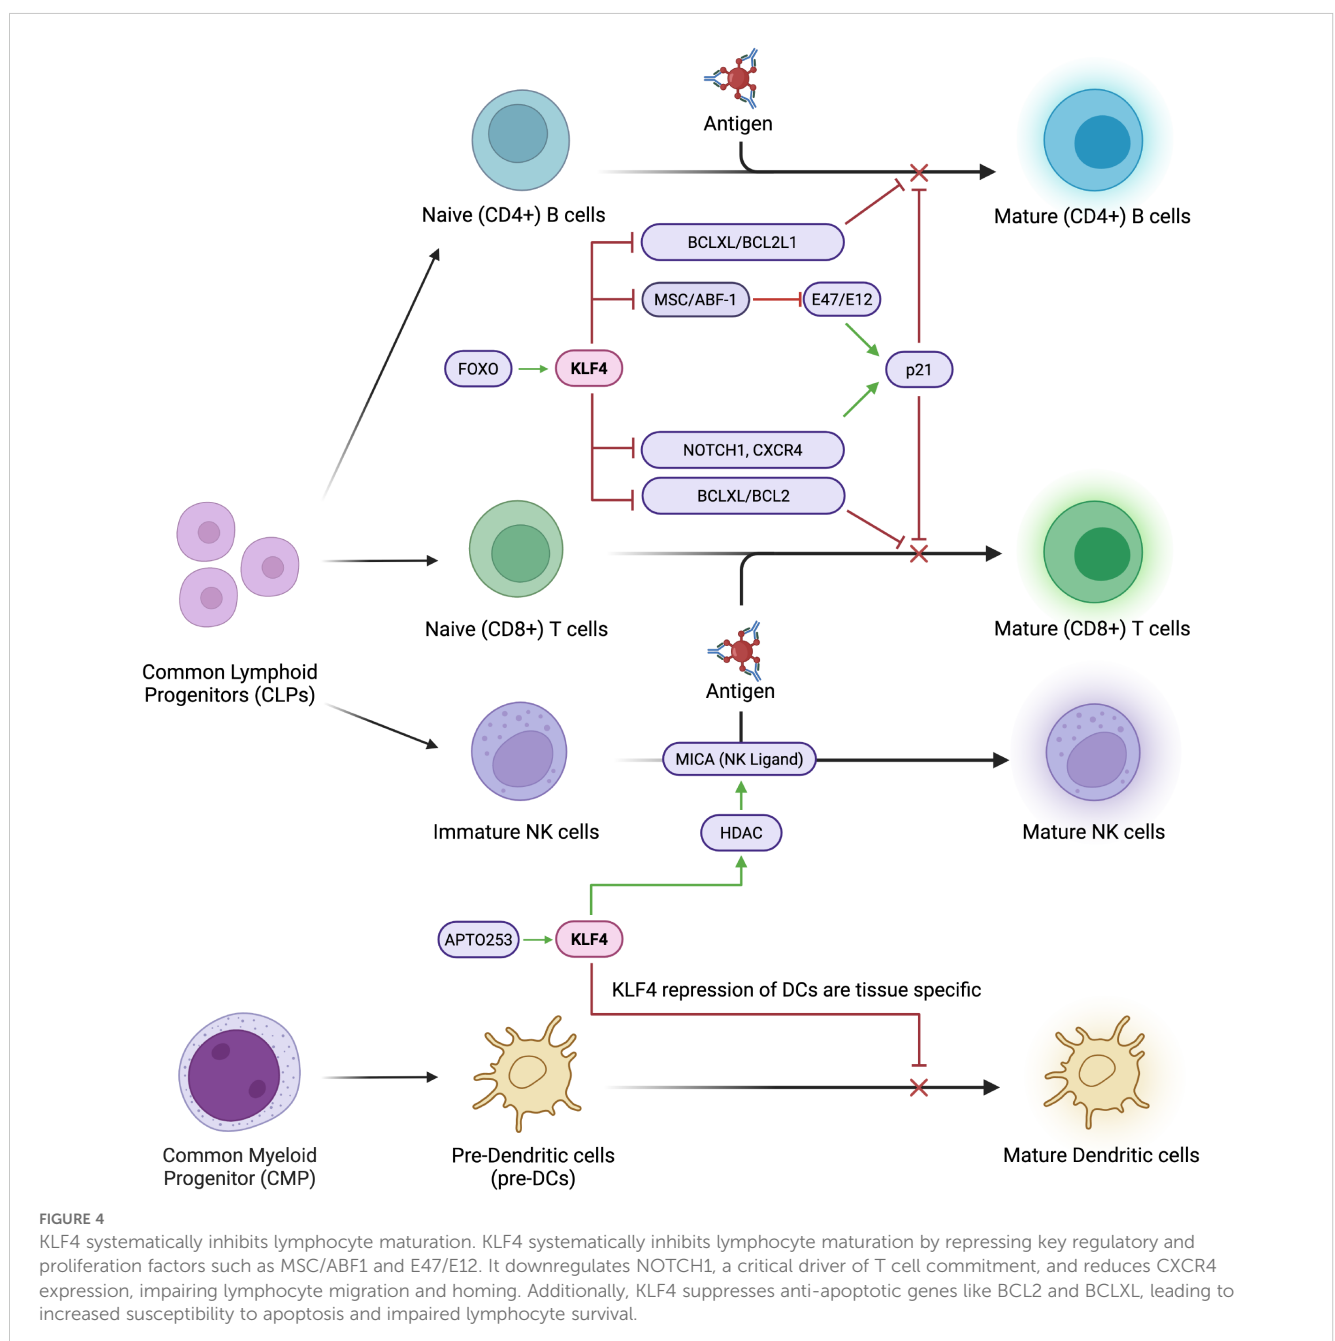 Antigen
Naive (CD4+) B cells
Mature (CD4+) B cells
BCLXL/BCL2L1
MSC/ABF-1
E47/E12
FOXO
KLF4
p21
NOTCH1, CXCR4
BCLXL/BCL2
Naive (CD8+) T cells
Mature (CD8+) T cells
Common Lymphoid
Progenitors (CLPs)
Antigen
MICA (NK Ligand)
Immature NK cells
HDAC
Mature NK cells
APTO253
KLF4
KLF4 repression of DCs are tissue specific
Common Myeloid
Progenitor (CMP)
Pre-Dendritic cells
(pre-DCs)
Mature Dendritic cells
FIGURE 4
KLF4 systematically inhibits lymphocyte maturation. KLF4 systematically inhibits lymphocyte maturation by repressing key regulatory and
proliferation factors such as MSC/ABF1 and E47/E12. It downregulates NOTCH1, a critical driver of T cell commitment, and reduces CXCR4
expression, impairing lymphocyte migration and homing. Additionally, KLF4 suppresses anti-apoptotic genes like BCL2 and BCLXL, leading to
increased susceptibility to apoptosis and impaired lymphocyte survival.